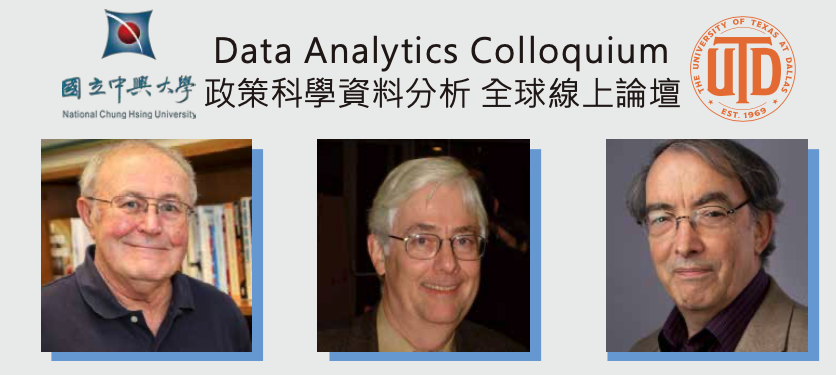 Data Analytics Colloquium
政策科學資料分析 全球線上論壇
國立中興大學
National Chung Hsing University
THE UNIVERSITY OF TEXAS AT DALLAS
UTD
EST. 1969